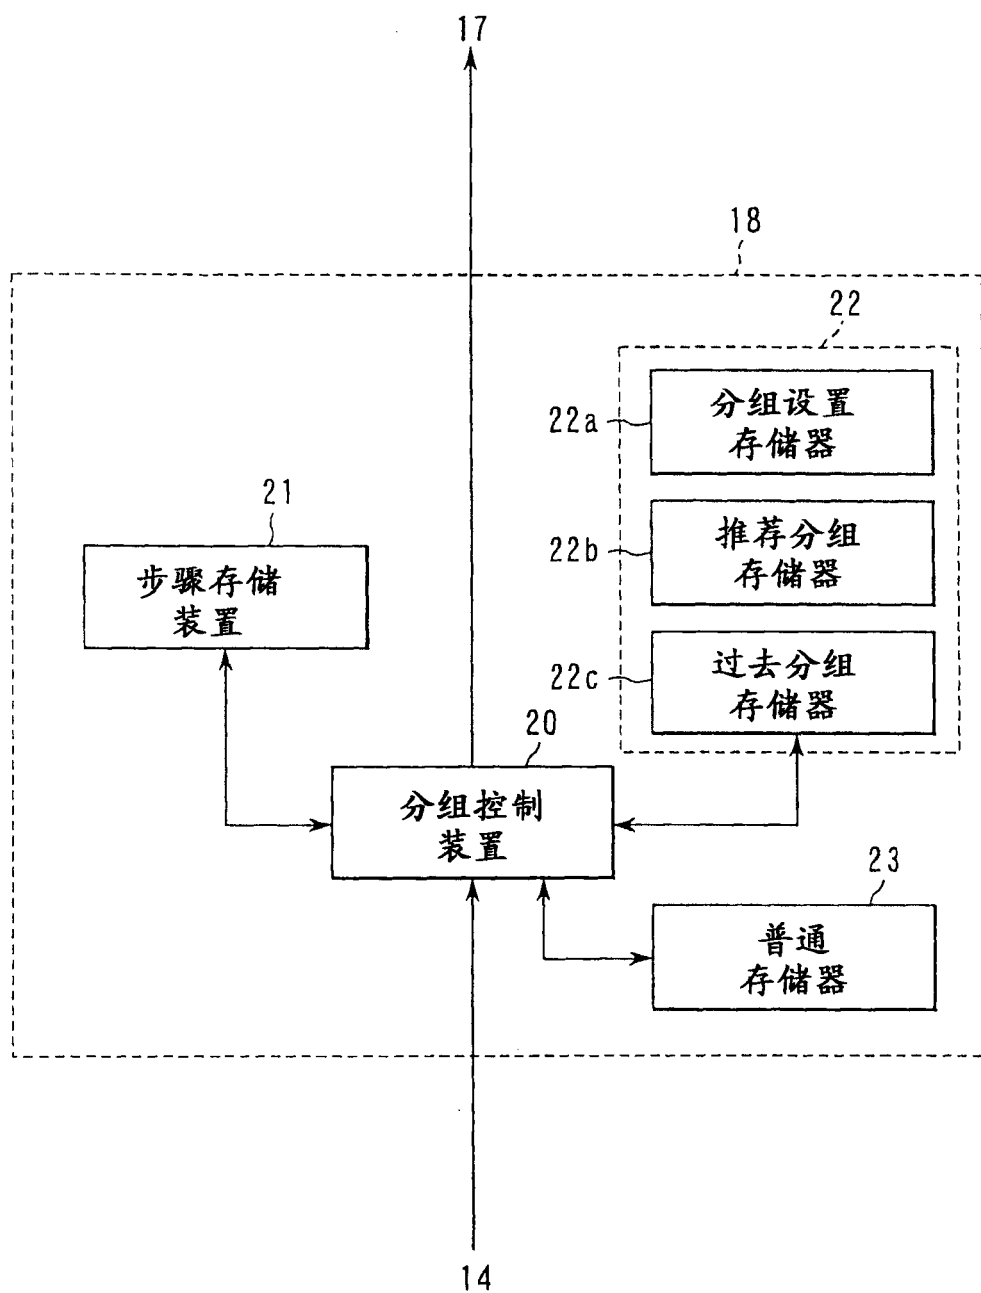 17
18
22
22a
分组设置
存储器
21
22b
推荐分组
存储器
步骤存储
装置
22c
过去分组
存储器
20
分组控制
装置
23
普通
存储器
14